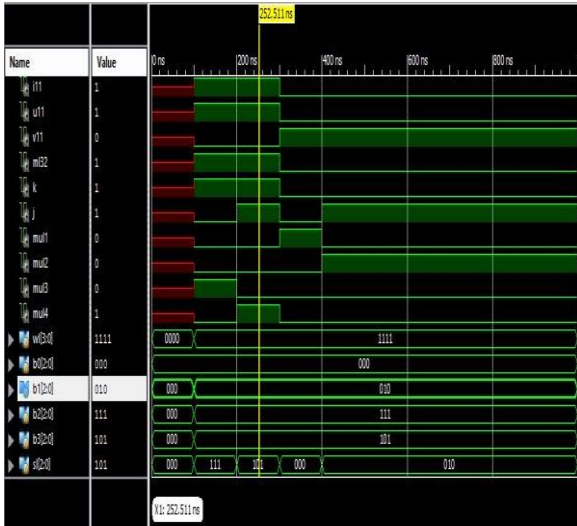 252.511 ns
Name Value 0 ns 200 ns 400 ns 600 ns 800 ns
i11 1
u11 1
v11 0
ml32 1
k 1
j 1
mul1 0
mul2 0
mul3 0
mul4 1
wl[3:0] 1111 0000 1111
b0[2:0] 000 000
b1[2:0] 010 000 010
b2[2:0] 111 000 111
b3[2:0] 101 000 101
sl[2:0] 101 000 111 101 000 010
X1: 252.511 ns